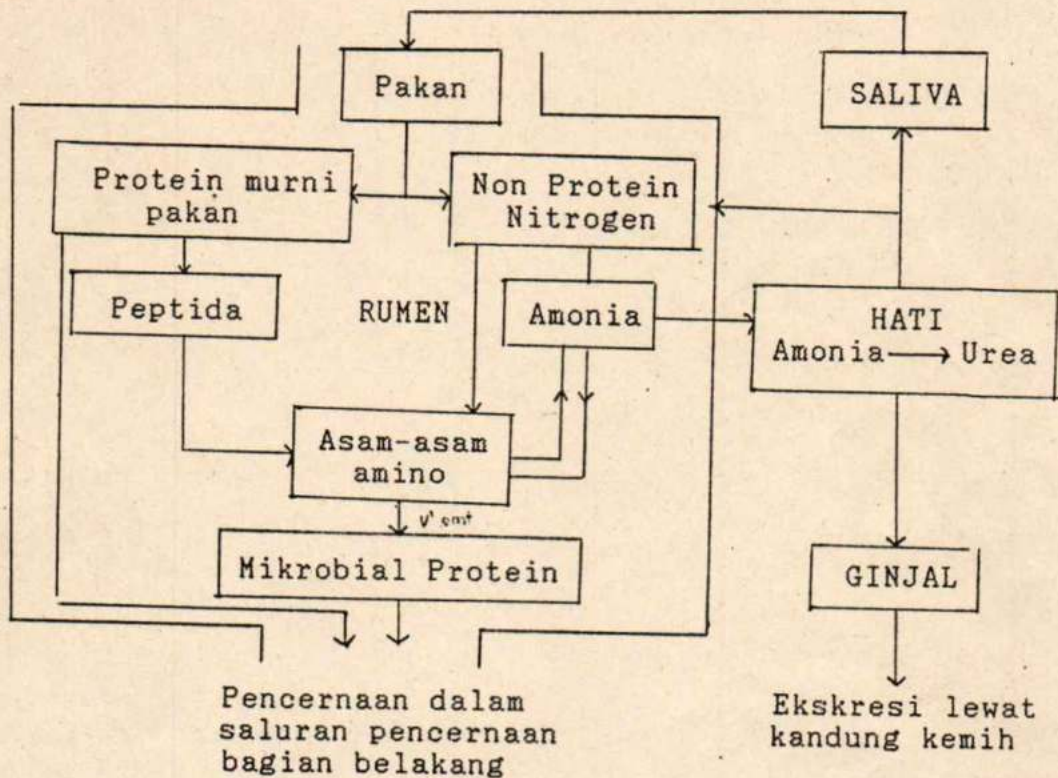 Pakan
SALIVA
Protein murni
pakan
Non Protein
Nitrogen
Peptida
RUMEN
Amonia
HATI
Amonia → Urea
Asam-asam
amino
Mikrobial Protein
GINJAL
Pencernaan dalam
saluran pencernaan
bagian belakang
Ekskresi lewat
kandung kemih